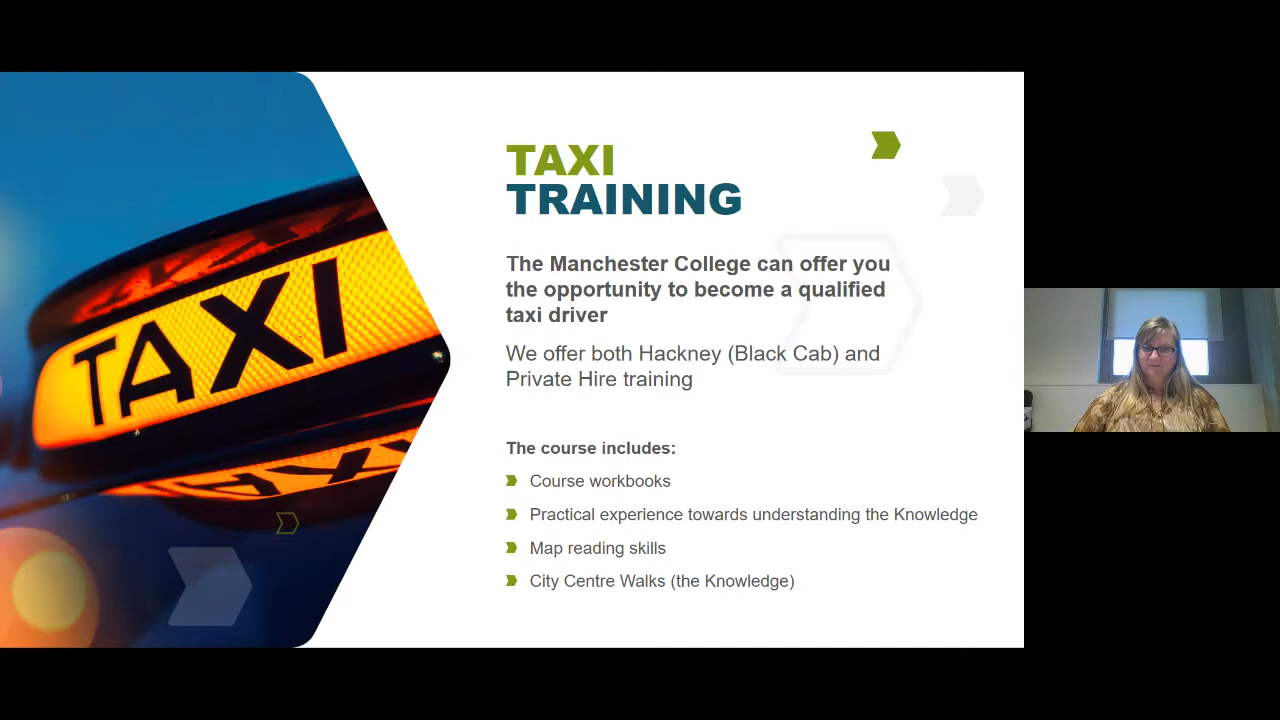 TAXI
TAXI
TRAINING
The Manchester College can offer you
the opportunity to become a qualified
taxi driver
We offer both Hackney (Black Cab) and
Private Hire training
The course includes:
Course workbooks
Practical experience towards understanding the Knowledge
Map reading skills
City Centre Walks (the Knowledge)